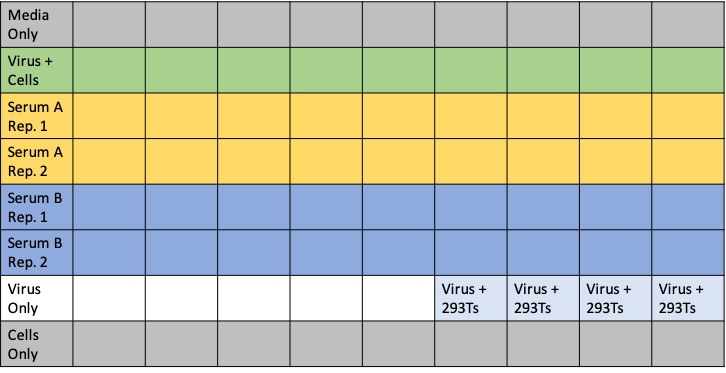 Media
Only
Virus +
Cells
Serum A
Rep. 1
Serum A
Rep. 2
Serum B
Rep. 1
Serum B
Rep. 2
Virus
Only
Virus +
293Ts
Virus +
293Ts
Virus +
293Ts
Virus +
293Ts
Cells
Only